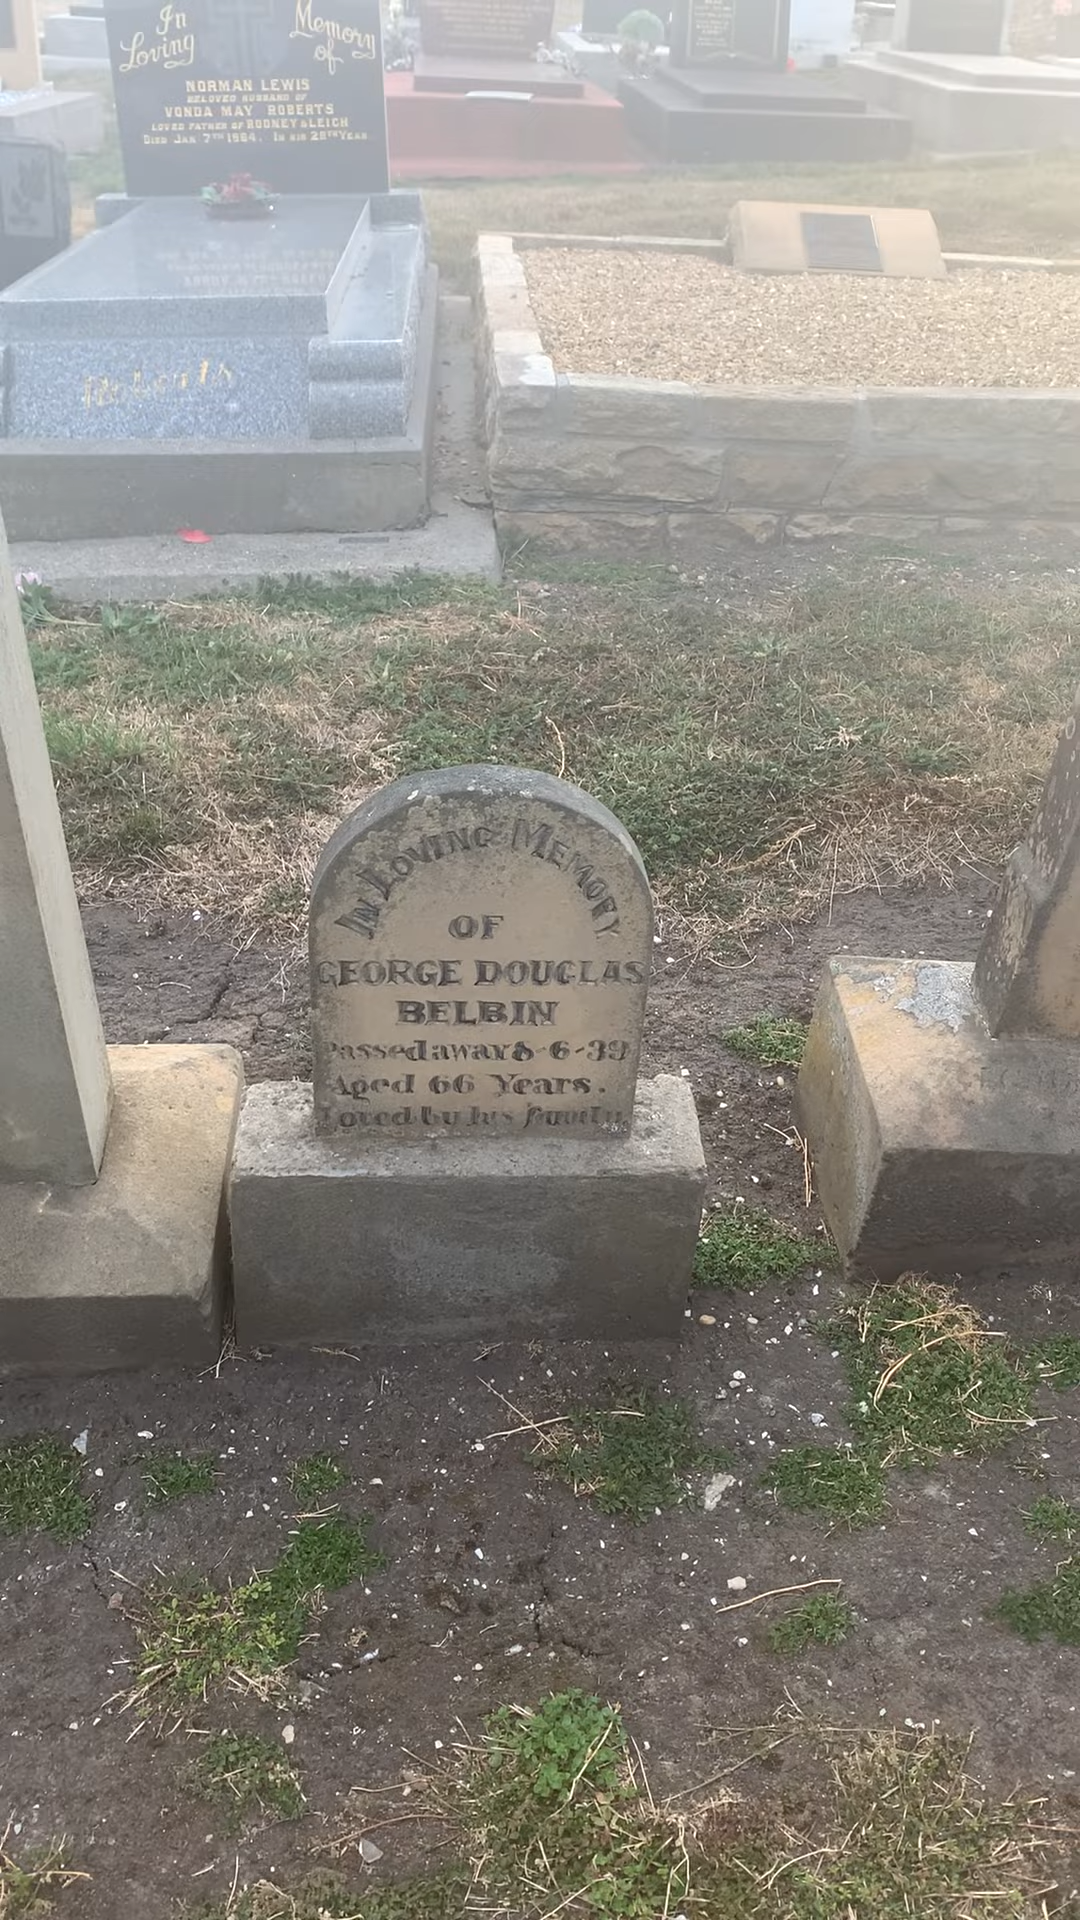 In Loving Memory of
NORMAN LEWIS
BELOVED HUSBAND OF
VONDA MAY ROBERTS
LOVED FATHER OF RODNEY & LEIGH
DIED JAN 7TH 1964. IN HIS 28TH YEAR
Roberts
IN LOVING MEMORY
OF
GEORGE DOUGLAS
BELBIN
Passed away 8-6-39
Aged 66 Years.
Loved by his family.